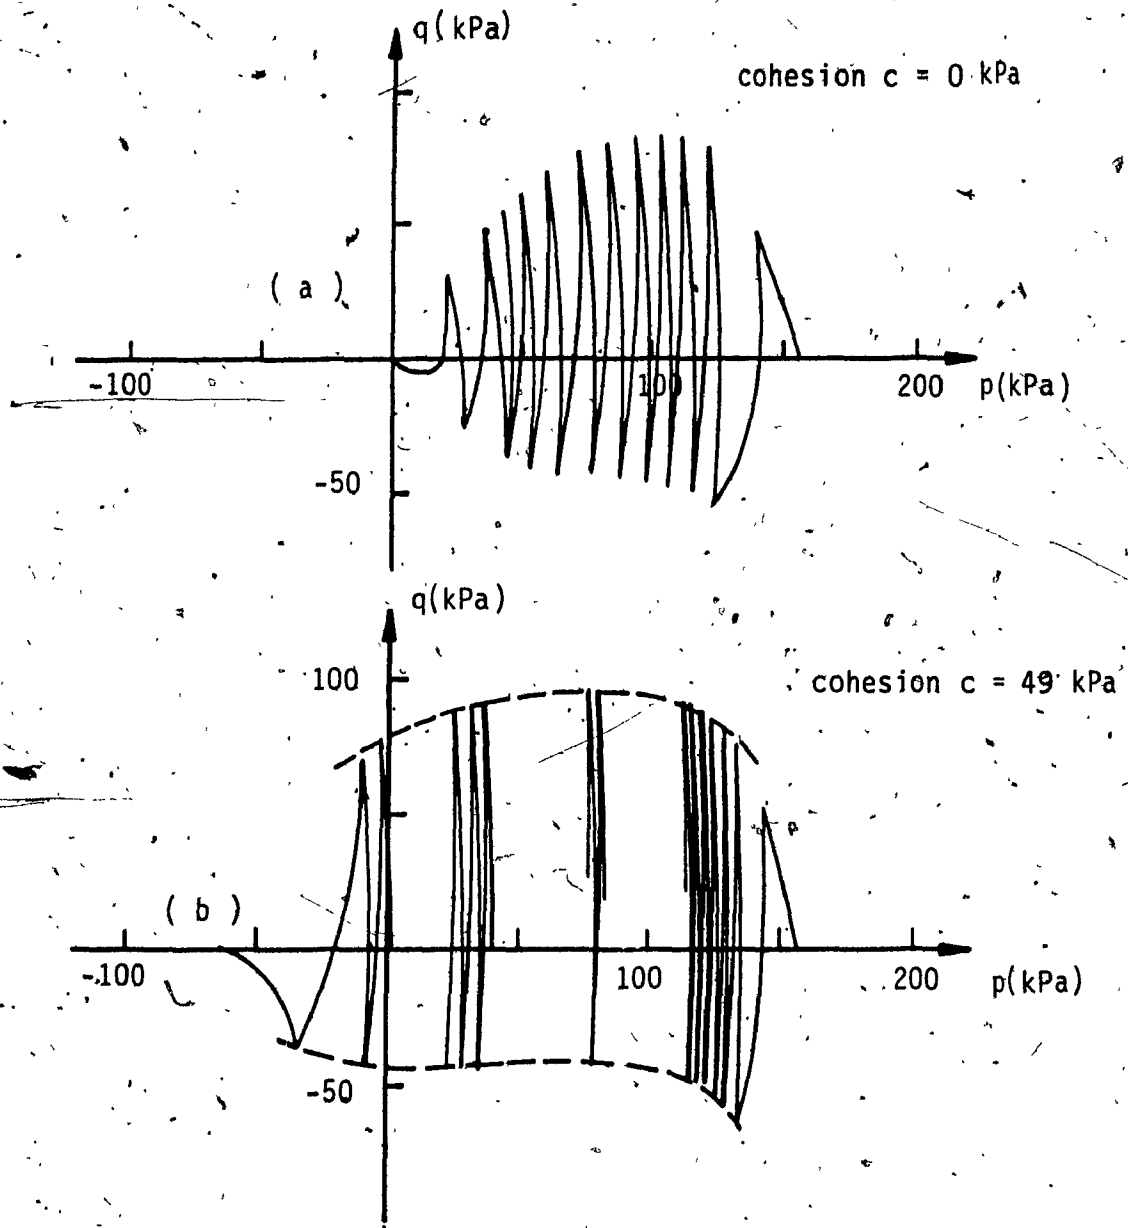 q(kPa)
cohesion c = 0 kPa
( a )
-100
100
200
p(kPa)
-50
q(kPa)
100
cohesion c = 49 kPa
( b )
-100
100
200
p(kPa)
-50